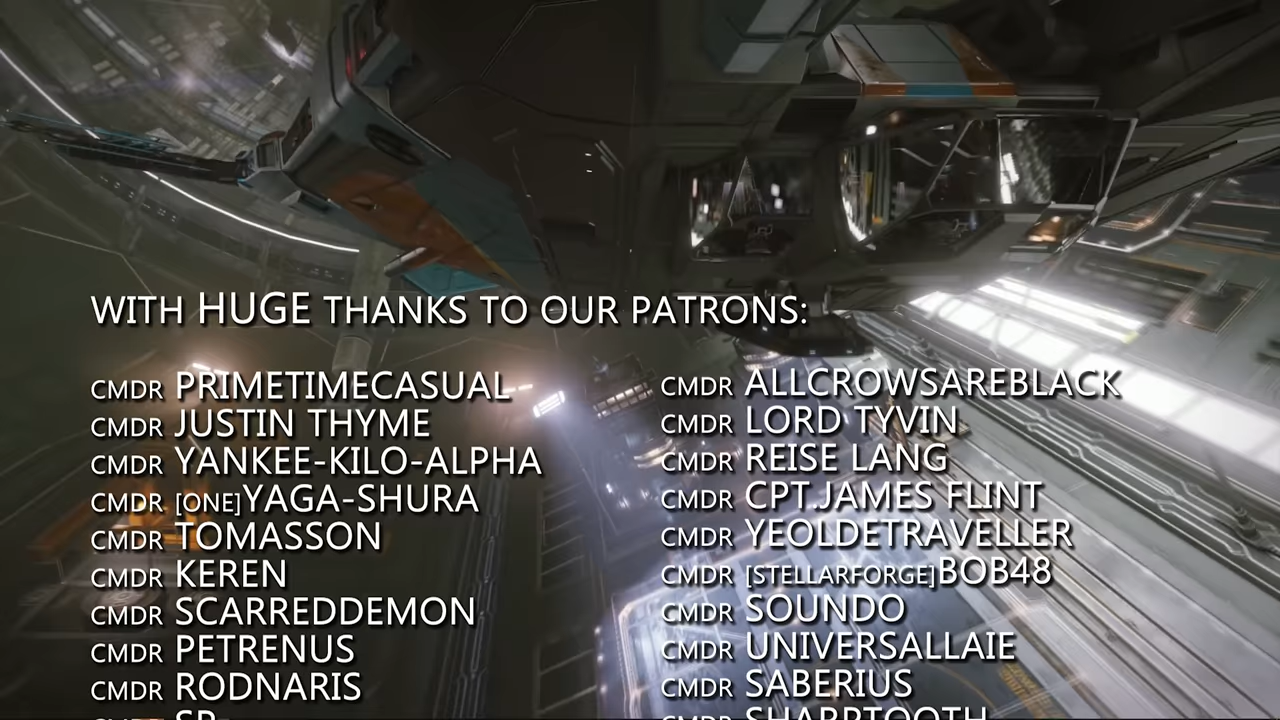 WITH HUGE THANKS TO OUR PATRONS:
CMDR PRIMETIMECASUAL
CMDR JUSTIN THYME
CMDR YANKEE-KILO-ALPHA
CMDR [ONE]YAGA-SHURA
CMDR TOMASSON
CMDR KEREN
CMDR SCARREDDEMON
CMDR PETRENUS
CMDR RODNARIS
CMDR ALLCROWSAREBLACK
CMDR LORD TYVIN
CMDR REISE LANG
CMDR CPT.JAMES FLINT
CMDR YEOLDETRAVELLER
CMDR [STELLARFORGE]BOB48
CMDR SOUNDO
CMDR UNIVERSALLAIE
CMDR SABERIUS
CMDR SHARPTOOTH